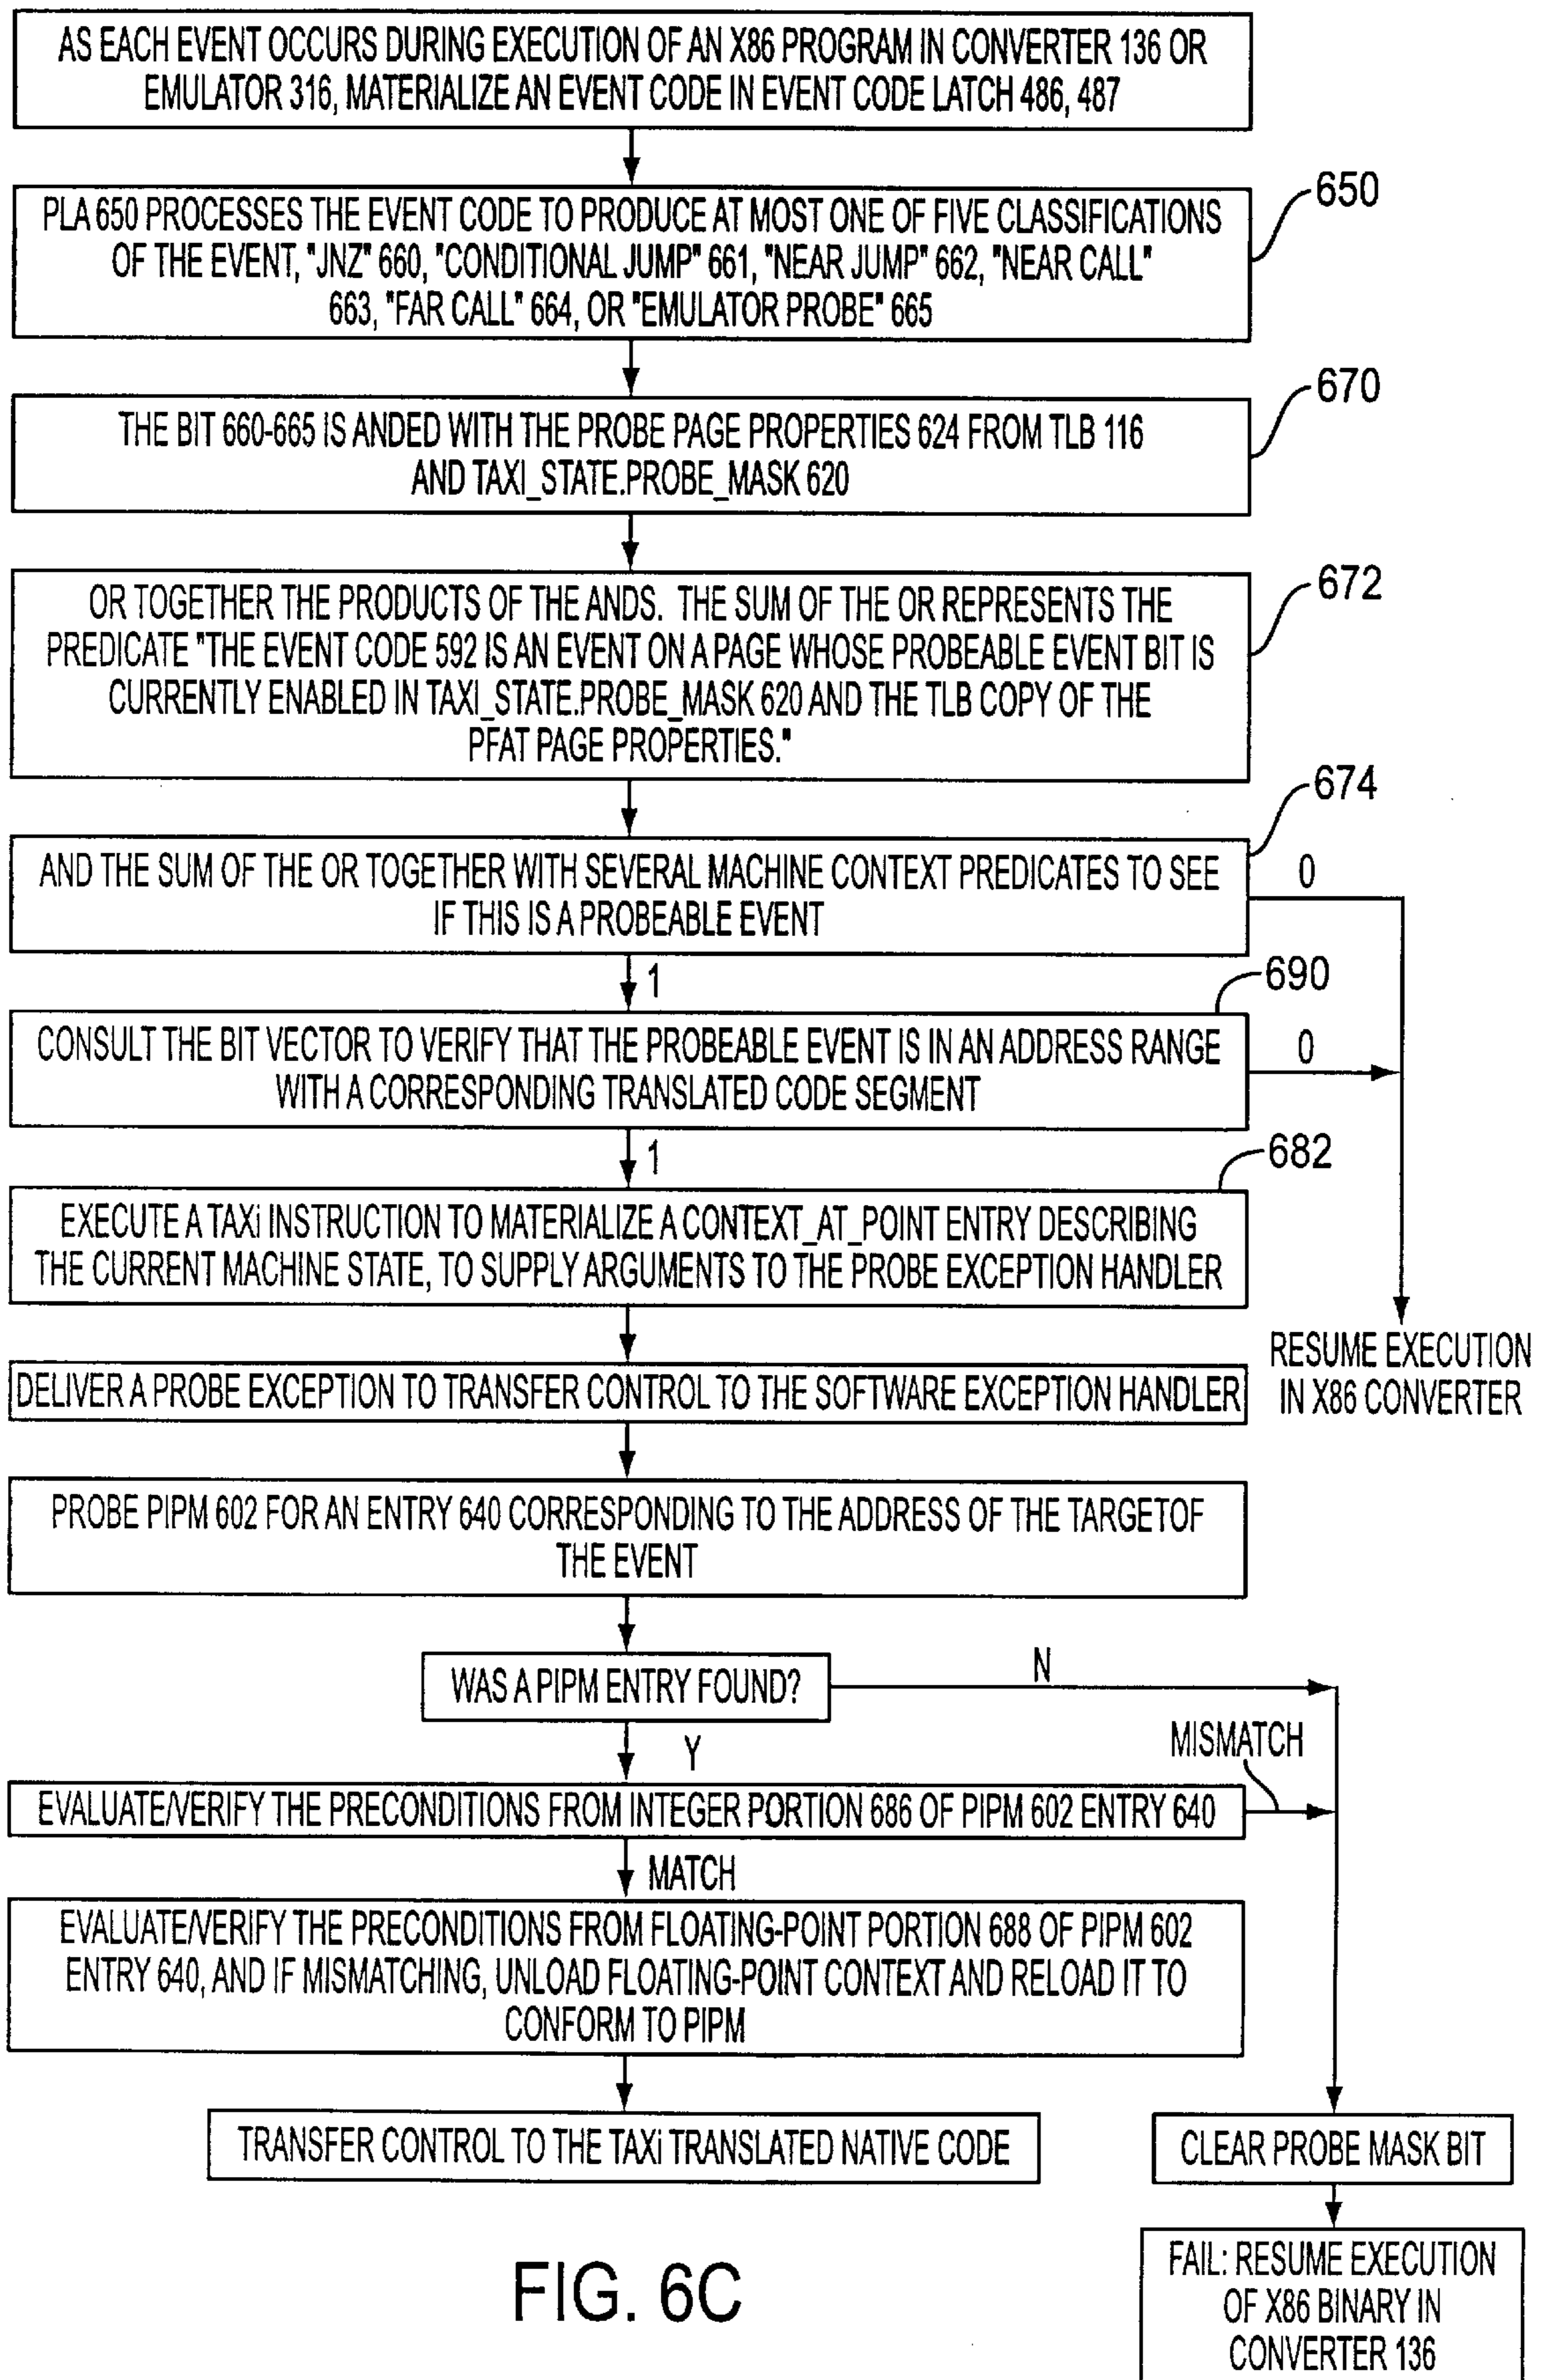 AS EACH EVENT OCCURS DURING EXECUTION OF AN X86 PROGRAM IN CONVERTER 136 OR
EMULATOR 316, MATERIALIZE AN EVENT CODE IN EVENT CODE LATCH 486, 487
650
PLA 650 PROCESSES THE EVENT CODE TO PRODUCE AT MOST ONE OF FIVE CLASSIFICATIONS
OF THE EVENT, "JNZ" 660, "CONDITIONAL JUMP" 661, "NEAR JUMP" 662, "NEAR CALL"
663, "FAR CALL" 664, OR "EMULATOR PROBE" 665
670
THE BIT 660-665 IS ANDED WITH THE PROBE PAGE PROPERTIES 624 FROM TLB 116
AND TAXI_STATE.PROBE_MASK 620
672
OR TOGETHER THE PRODUCTS OF THE ANDS. THE SUM OF THE OR REPRESENTS THE
PREDICATE "THE EVENT CODE 592 IS AN EVENT ON A PAGE WHOSE PROBEABLE EVENT BIT IS
CURRENTLY ENABLED IN TAXI_STATE.PROBE_MASK 620 AND THE TLB COPY OF THE
PFAT PAGE PROPERTIES."
674
AND THE SUM OF THE OR TOGETHER WITH SEVERAL MACHINE CONTEXT PREDICATES TO SEE
IF THIS IS A PROBEABLE EVENT
0
1
690
CONSULT THE BIT VECTOR TO VERIFY THAT THE PROBEABLE EVENT IS IN AN ADDRESS RANGE
WITH A CORRESPONDING TRANSLATED CODE SEGMENT
0
1
682
EXECUTE A TAXi INSTRUCTION TO MATERIALIZE A CONTEXT_AT_POINT ENTRY DESCRIBING
THE CURRENT MACHINE STATE, TO SUPPLY ARGUMENTS TO THE PROBE EXCEPTION HANDLER
RESUME EXECUTION
IN X86 CONVERTER
DELIVER A PROBE EXCEPTION TO TRANSFER CONTROL TO THE SOFTWARE EXCEPTION HANDLER
PROBE PIPM 602 FOR AN ENTRY 640 CORRESPONDING TO THE ADDRESS OF THE TARGETOF
THE EVENT
WAS A PIPM ENTRY FOUND?
N
Y
MISMATCH
EVALUATE/VERIFY THE PRECONDITIONS FROM INTEGER PORTION 686 OF PIPM 602 ENTRY 640
MATCH
EVALUATE/VERIFY THE PRECONDITIONS FROM FLOATING-POINT PORTION 688 OF PIPM 602
ENTRY 640, AND IF MISMATCHING, UNLOAD FLOATING-POINT CONTEXT AND RELOAD IT TO
CONFORM TO PIPM
TRANSFER CONTROL TO THE TAXi TRANSLATED NATIVE CODE
CLEAR PROBE MASK BIT
FAIL: RESUME EXECUTION
OF X86 BINARY IN
CONVERTER 136
FIG. 6C